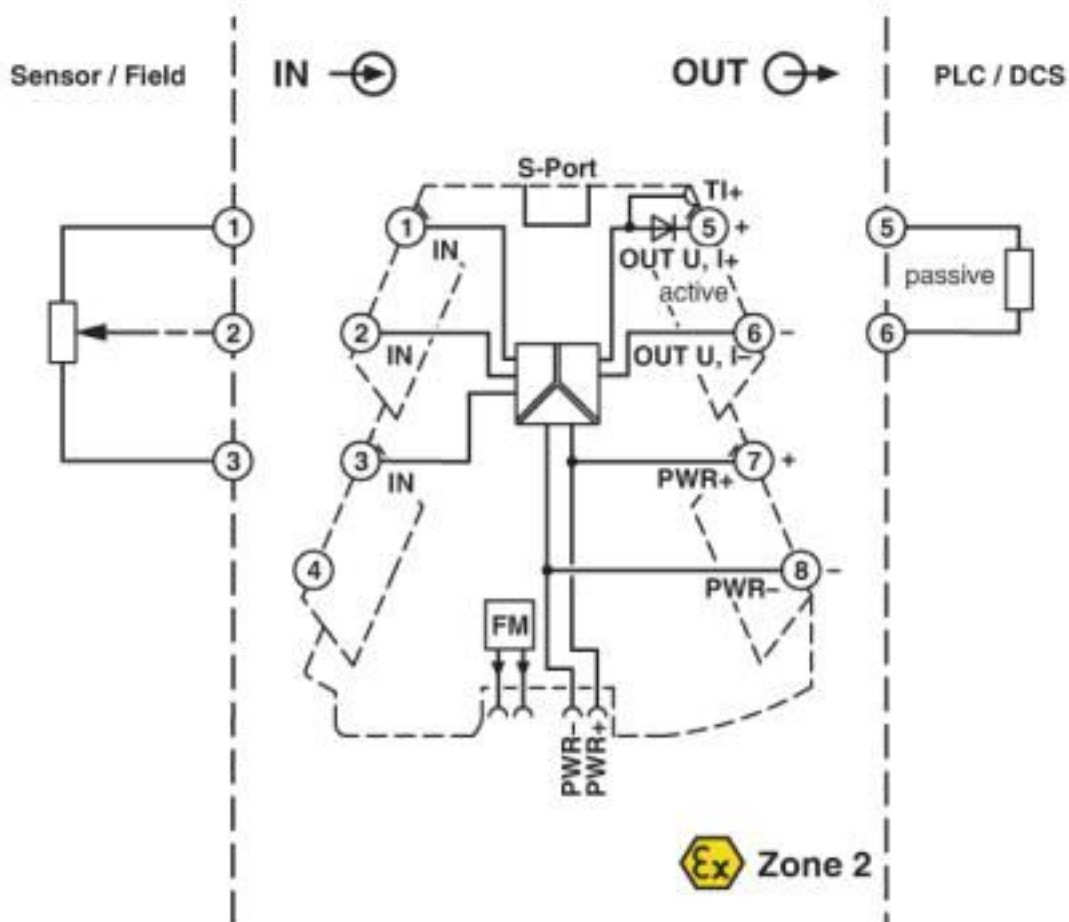 Sensor / Field
IN
OUT
PLC / DCS
S-Port
TI+
1
1
5
+
5
IN
OUT U, I+
active
passive
2
2
6
–
6
IN
OUT U, I–
3
3
7
+
IN
PWR+
4
8
–
PWR–
FM
PWR–
PWR+
Ex
Zone 2